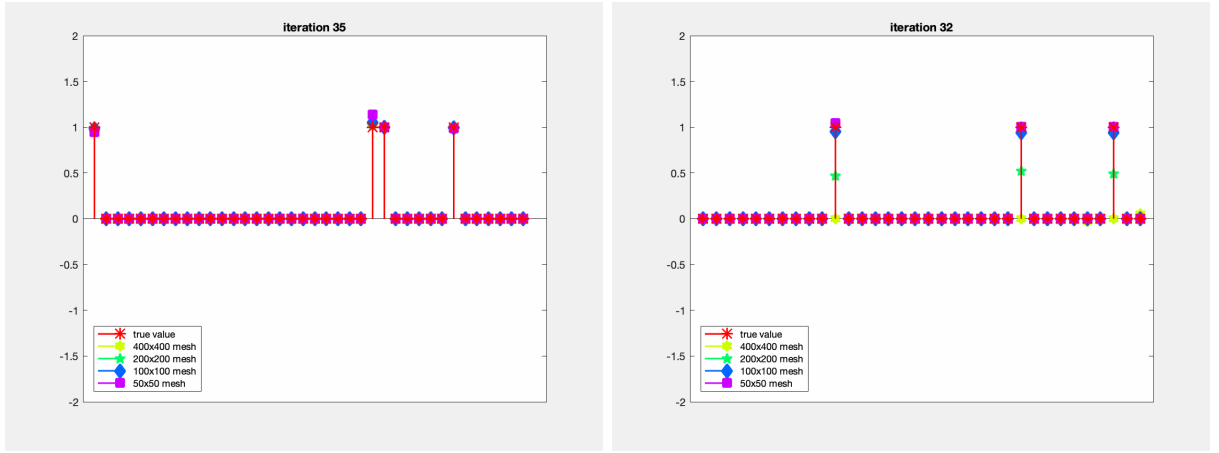 iteration 35
2
1.5
1
0.5
0
-0.5
-1
-1.5
-2
true value
400x400 mesh
200x200 mesh
100x100 mesh
50x50 mesh
iteration 32
2
1.5
1
0.5
0
-0.5
-1
-1.5
-2
true value
400x400 mesh
200x200 mesh
100x100 mesh
50x50 mesh